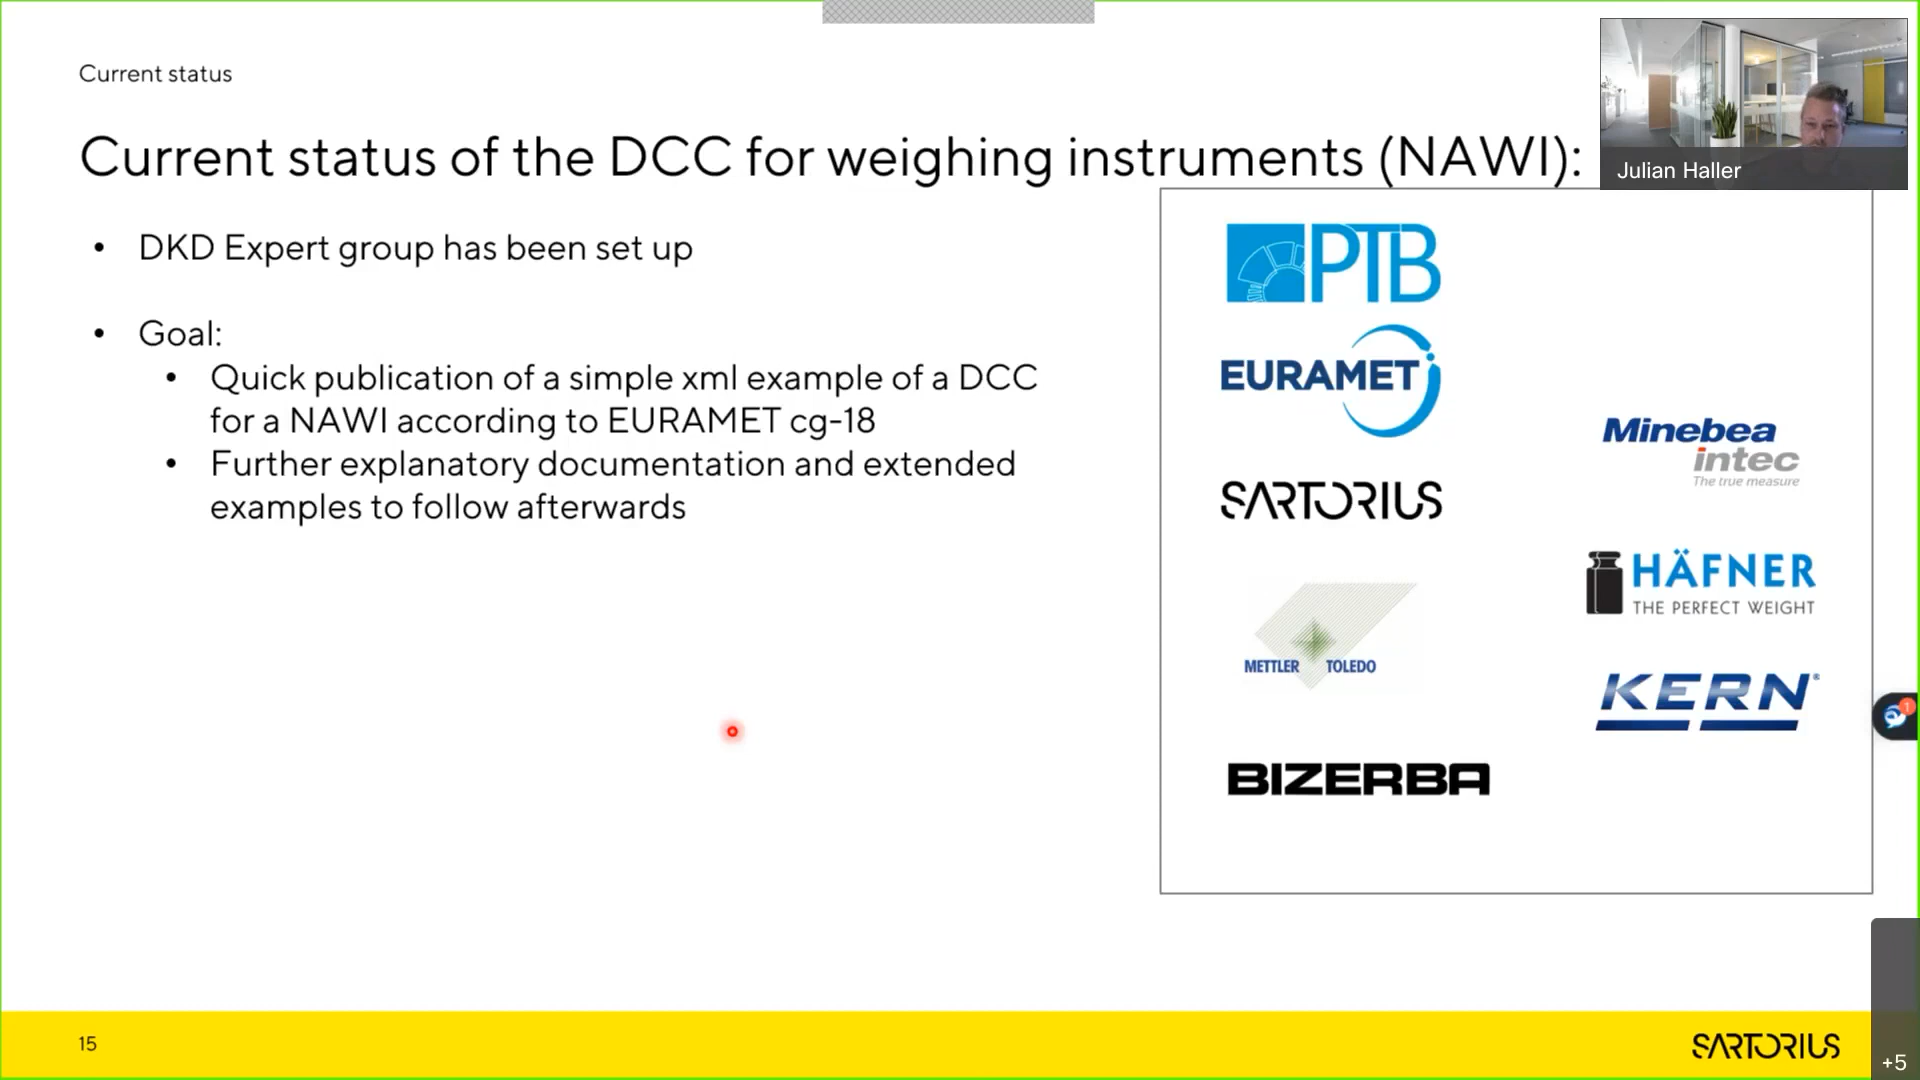 Current status
Current status of the DCC for weighing instruments (NAWI):
Julian Haller
• DKD Expert group has been set up
• Goal:
• Quick publication of a simple xml example of a DCC
for a NAWI according to EURAMET cg-18
• Further explanatory documentation and extended
examples to follow afterwards
PTB
EURAMET
SARTORIUS
METTLER TOLEDO
BIZERBA
Minebea
intec
The true measure
HÄFNER
THE PERFECT WEIGHT
KERN®
1
15
SARTORIUS
+5